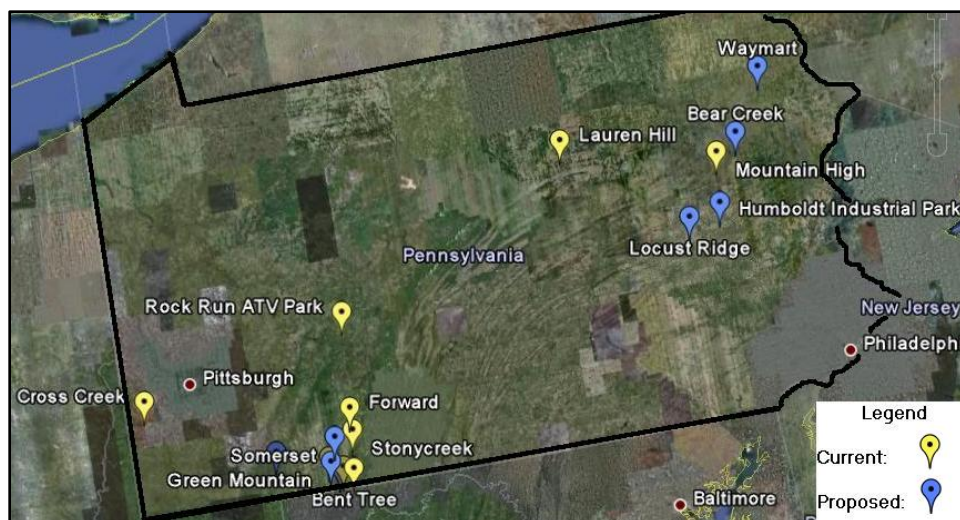 Waymart
Bear Creek
Lauren Hill
Mountain High
Humboldt Industrial Park
Locust Ridge
Pennsylvania
Rock Run ATV Park
New Jersey
Philadelph
Pittsburgh
Cross Creek
Forward
Stonycreek
Somerset
Green Mountain
Bent Tree
Baltimore
Legend
Current:
Proposed: